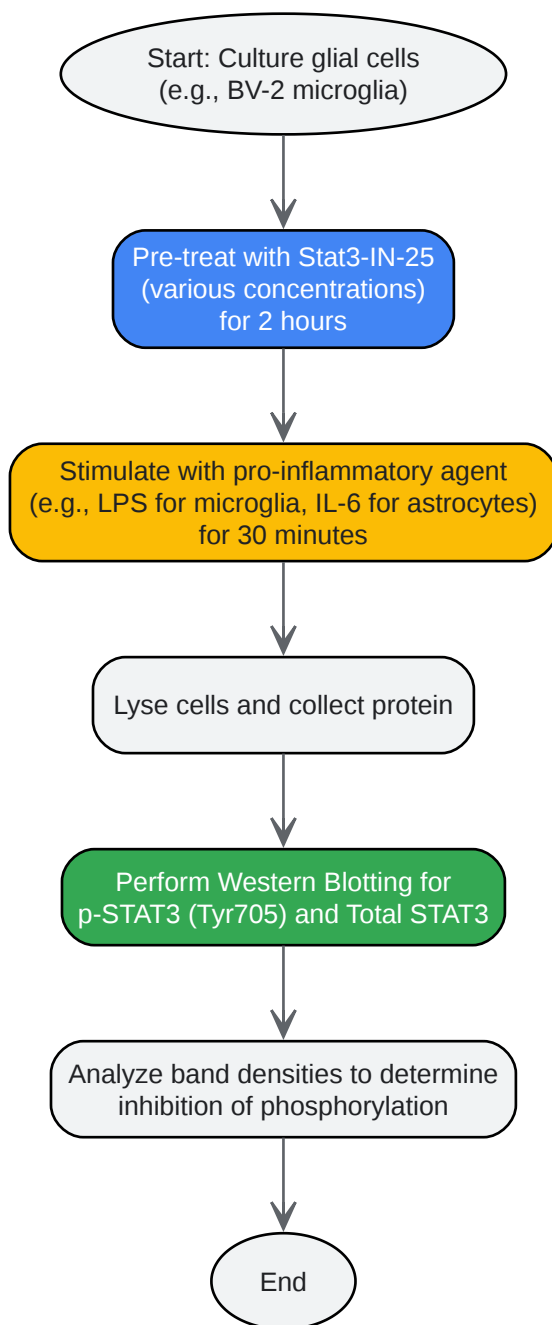 Start: Culture glial cells
(e.g., BV-2 microglia)
Pre-treat with Stat3-IN-25
(various concentrations)
for 2 hours
Stimulate with pro-inflammatory agent
(e.g., LPS for microglia, IL-6 for astrocytes)
for 30 minutes
Lyse cells and collect protein
Perform Western Blotting for
p-STAT3 (Tyr705) and Total STAT3
Analyze band densities to determine
inhibition of phosphorylation
End